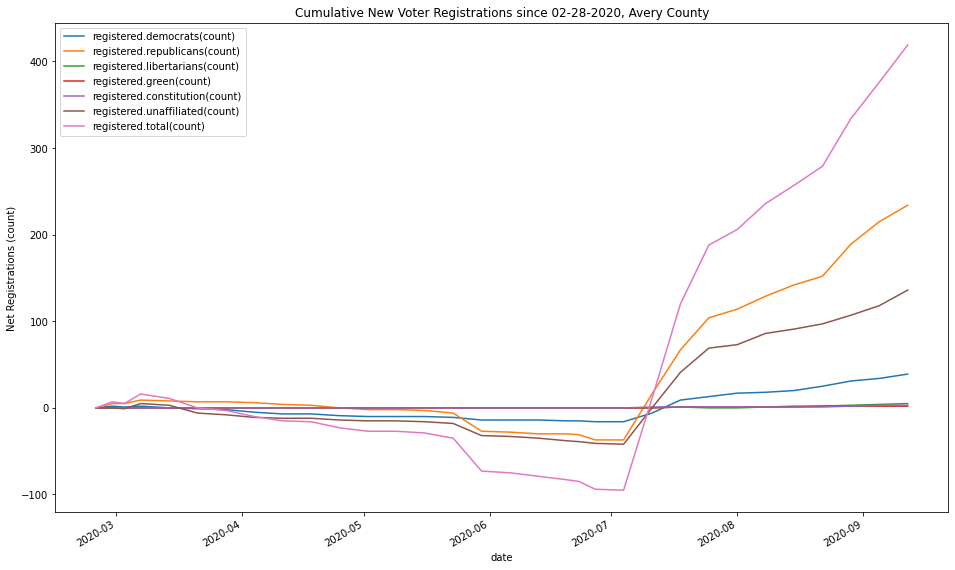 Cumulative New Voter Registrations since 02-28-2020, Avery County
registered.democrats(count)
registered.republicans(count)
registered.libertarians(count)
registered.green(count)
registered.constitution(count)
registered.unaffiliated(count)
registered.total(count)
Net Registrations (count)
400
300
200
100
0
−100
2020-03
2020-04
2020-05
2020-06
2020-07
2020-08
2020-09
date